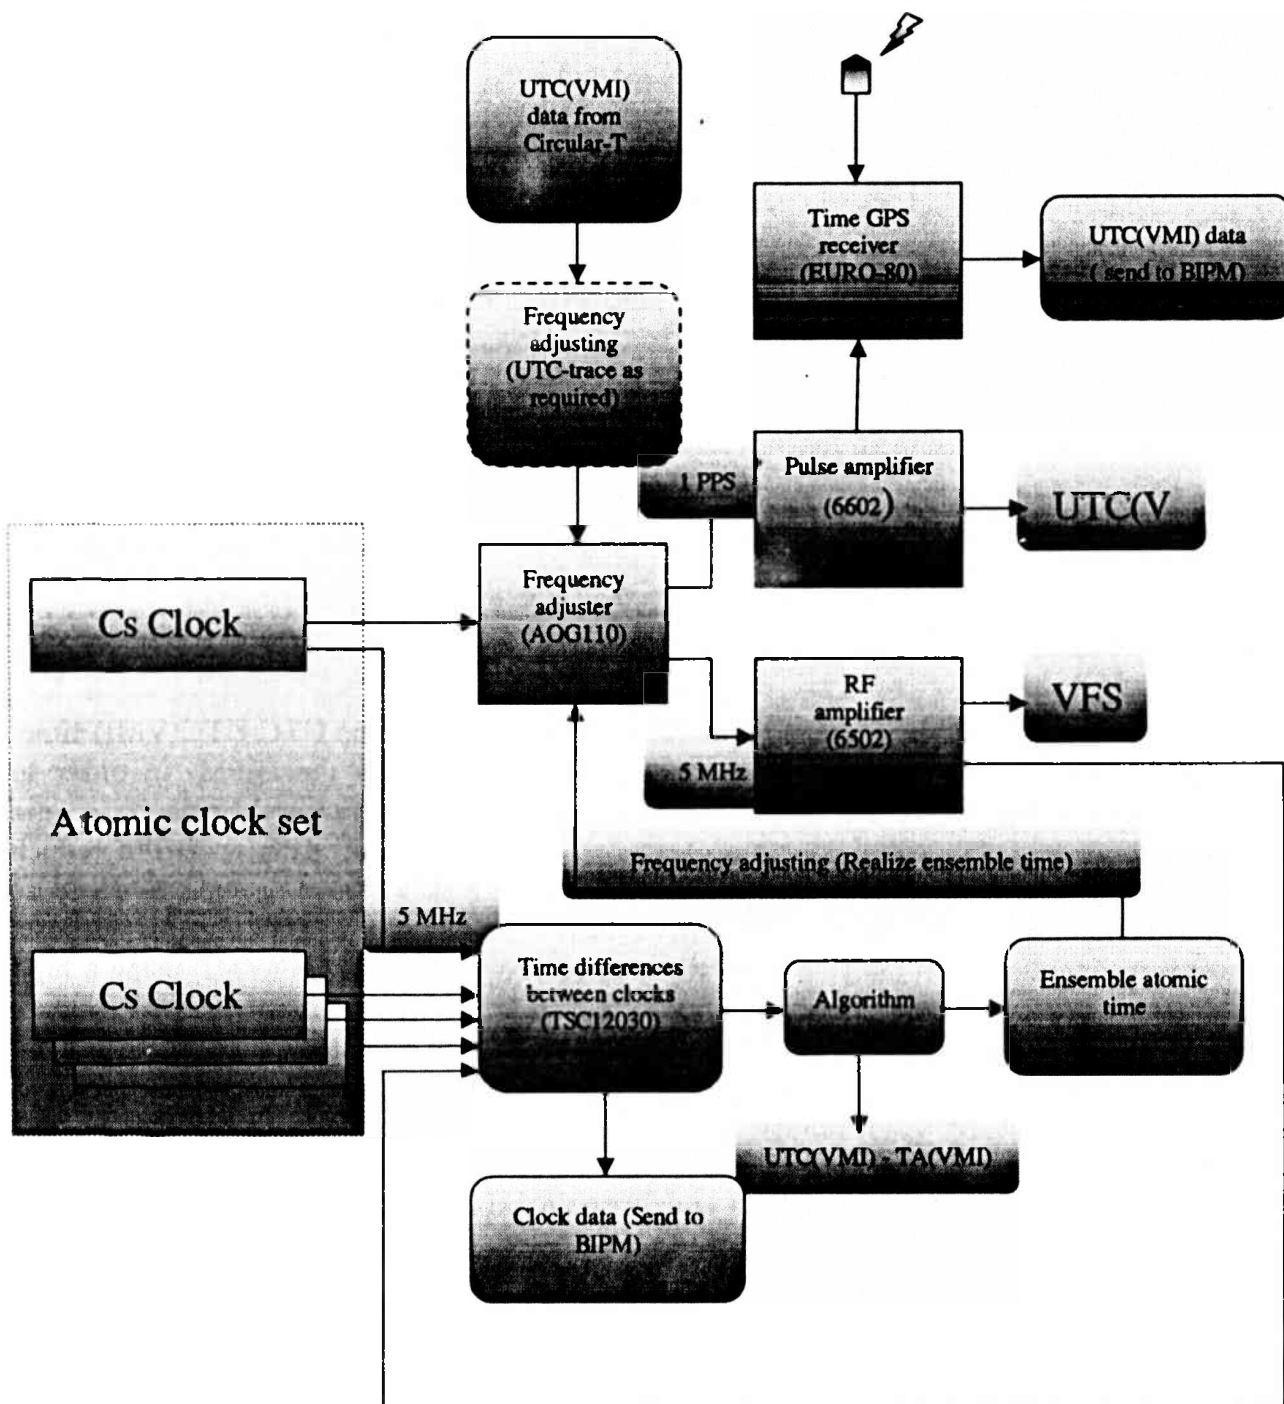 UTC(VMI)
data from
Circular-T
Time GPS
receiver
(EURO-80)
UTC(VMI) data
( send to BIPM)
Frequency
adjusting
(UTC-trace as
required)
1 PPS
Pulse amplifier
(6602)
UTC(V
Cs Clock
Frequency
adjuster
(AOG110)
RF
amplifier
(6502)
VFS
5 MHz
Atomic clock set
Frequency adjusting (Realize ensemble time)
5 MHz
Cs Clock
Time differences
between clocks
(TSC12030)
Algorithm
Ensemble atomic
time
UTC(VMI) - TA(VMI)
Clock data (Send to
BIPM)